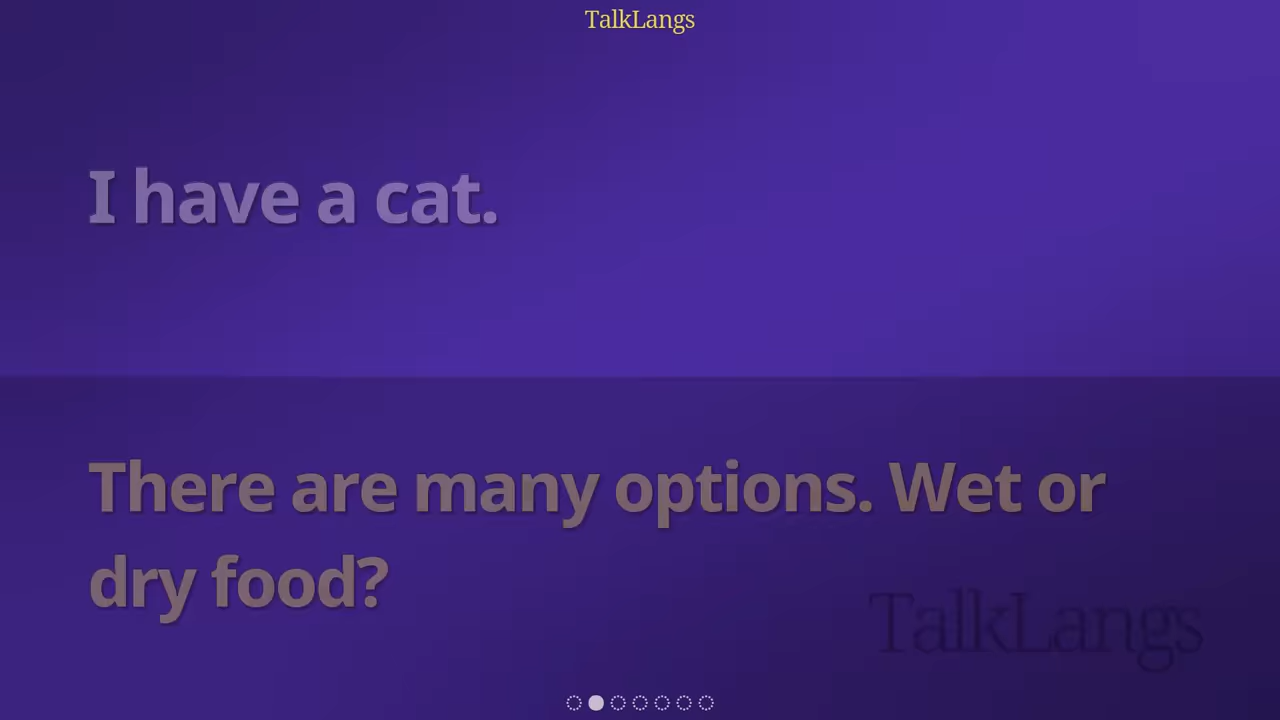 TalkLangs
I have a cat.
There are many options. Wet or
dry food?
TalkLangs